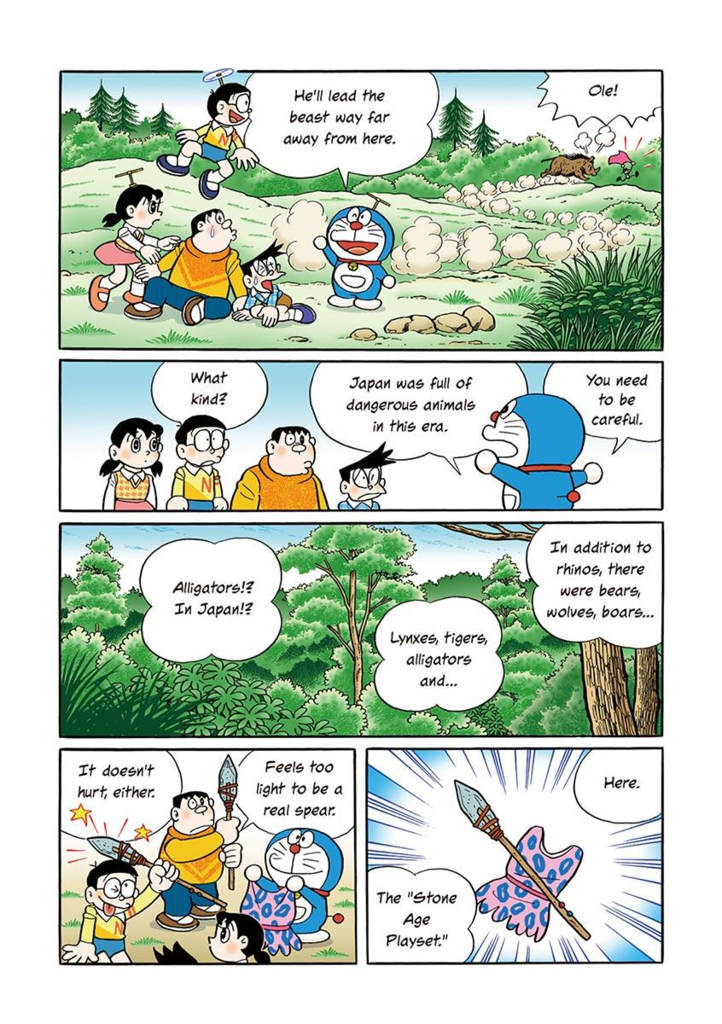 Ole!
He'll lead the
beast way far
away from here.
You need
to be
careful.
Japan was full of
dangerous animals
in this era.
What
kind?
In addition to
rhinos, there
were bears,
wolves, boars...
Lynxes, tigers,
alligators
and...
Alligators!?
In Japan!?
Here.
The "Stone
Age
Playset."
Feels too
light to be a
real spear.
It doesn't
hurt, either.